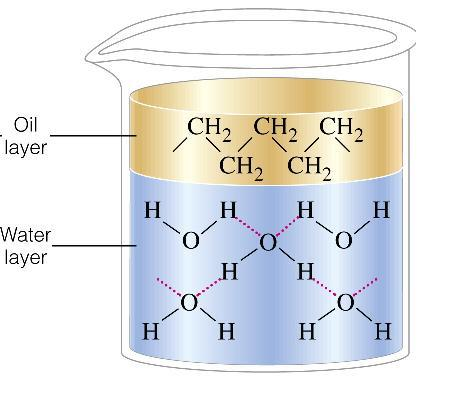 Oil
layer
CH2 CH2 CH2
CH2 CH2
Water
layer
H H H H
O O O
H H
O O
H H H H